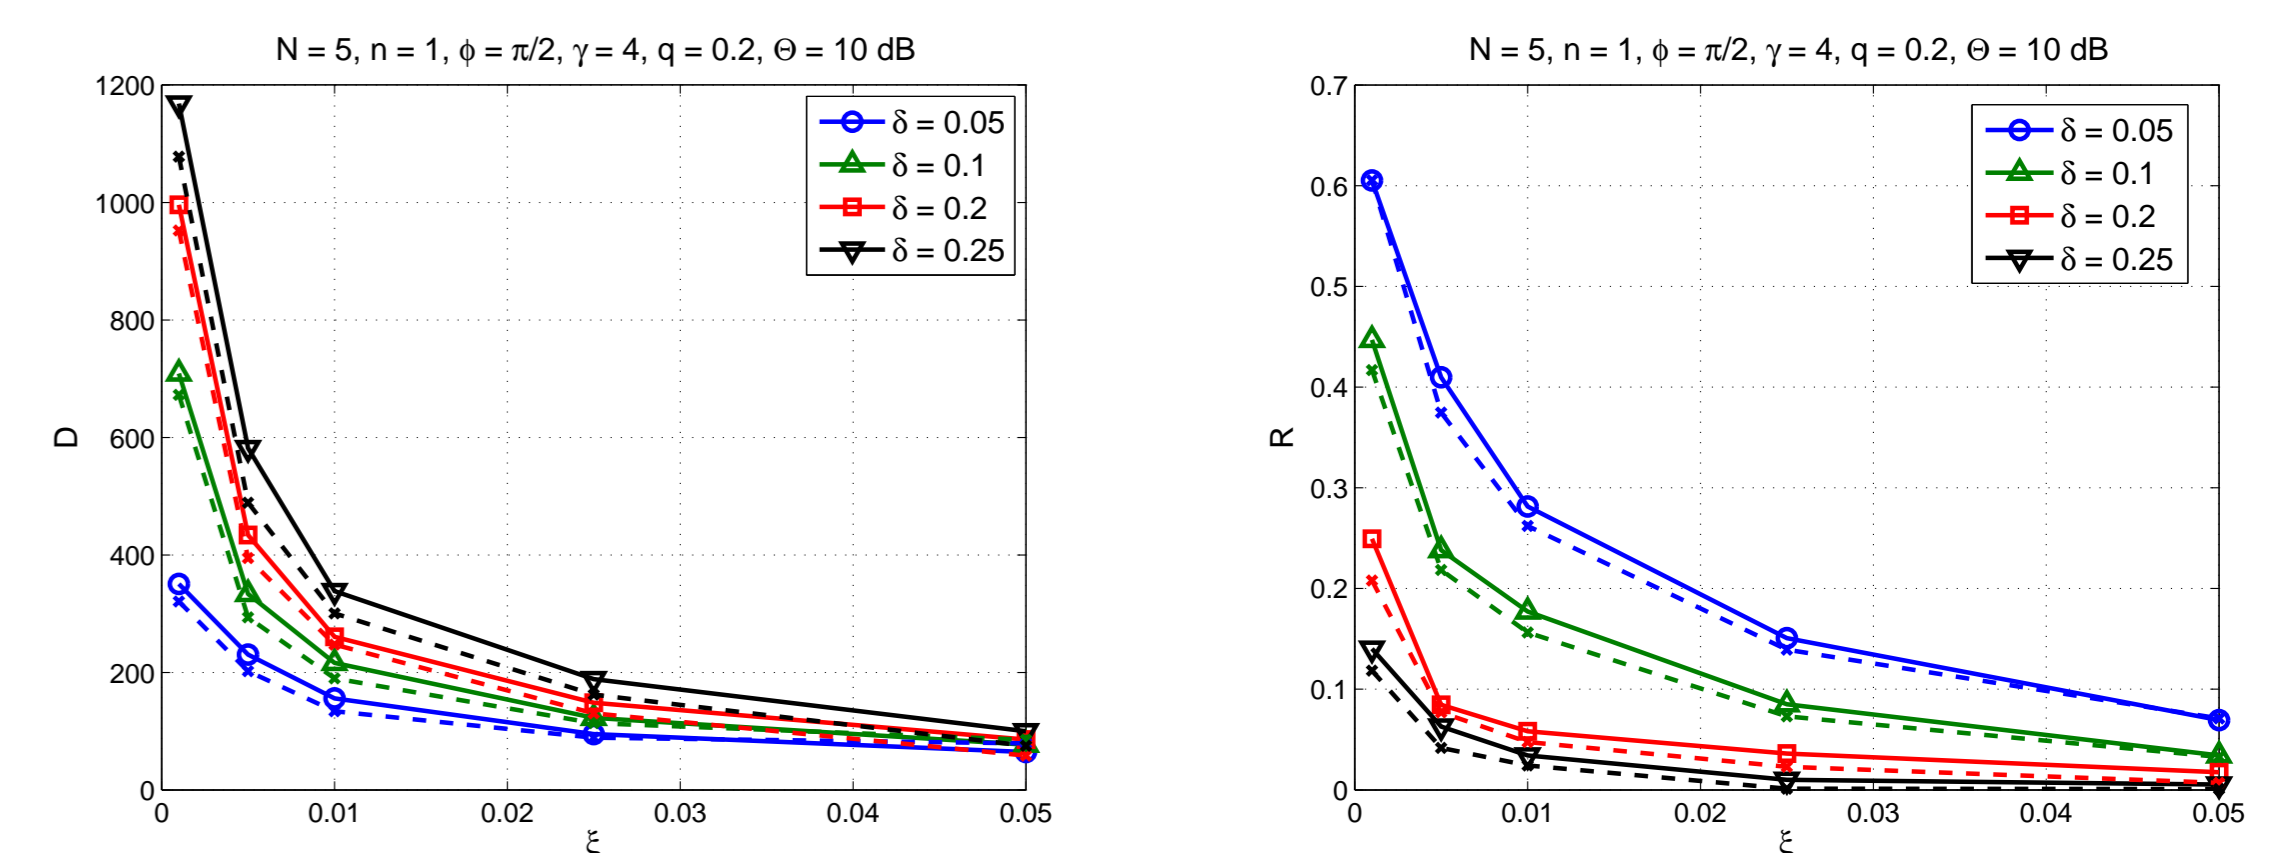 N = 5, n = 1, ϕ = π/2, γ = 4, q = 0.2, Θ = 10 dB
1200
1000
800
600
400
200
0
D
0 0.01 0.02 0.03 0.04 0.05
ξ
δ = 0.05
δ = 0.1
δ = 0.2
δ = 0.25
N = 5, n = 1, ϕ = π/2, γ = 4, q = 0.2, Θ = 10 dB
0.7
0.6
0.5
0.4
0.3
0.2
0.1
0
R
0 0.01 0.02 0.03 0.04 0.05
ξ
δ = 0.05
δ = 0.1
δ = 0.2
δ = 0.25